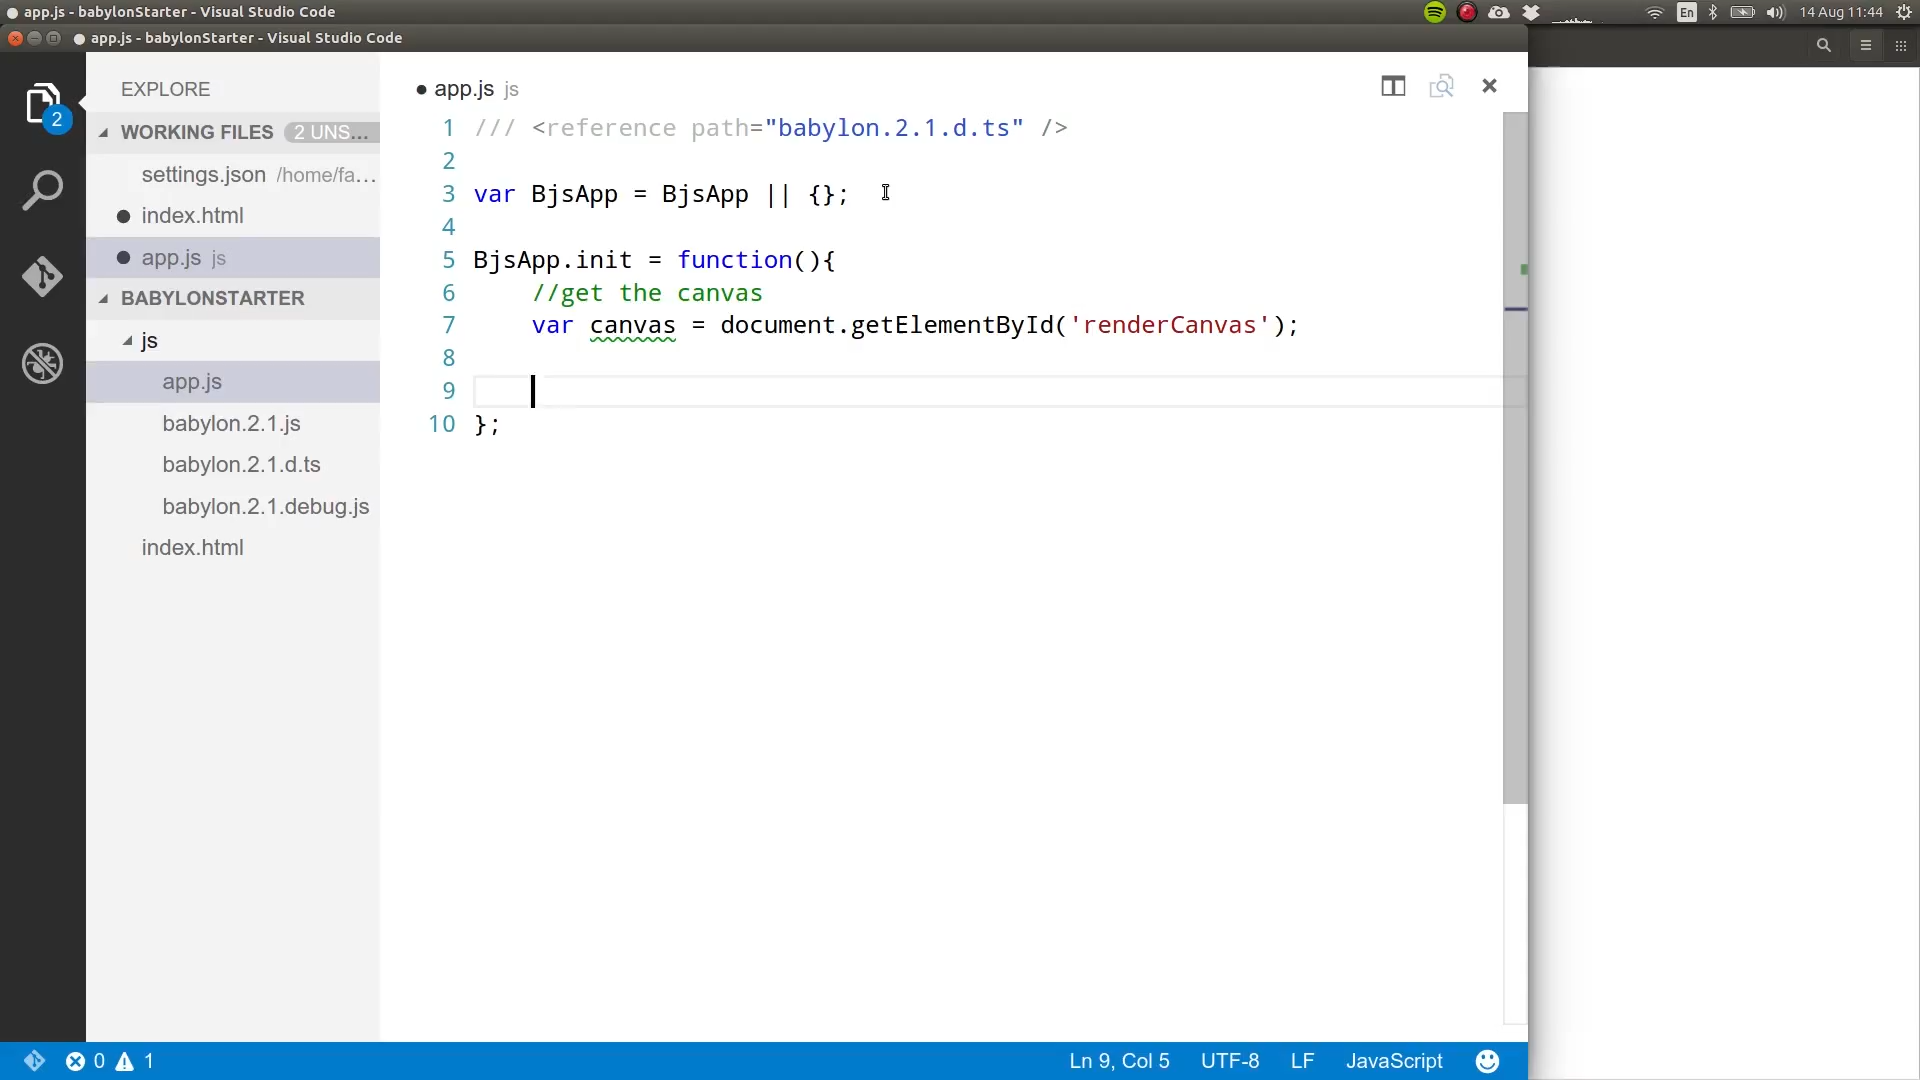 app.js - babylonStarter - Visual Studio Code
En
14 Aug 11:44
app.js - babylonStarter - Visual Studio Code
EXPLORE
2
WORKING FILES 2 UNS...
settings.json /home/fa...
index.html
app.js js
BABYLONSTARTER
js
app.js
babylon.2.1.js
babylon.2.1.d.ts
babylon.2.1.debug.js
index.html
app.js js
1 /// <reference path="babylon.2.1.d.ts" />
2
3 var BjsApp = BjsApp || {};
4
5 BjsApp.init = function(){
6 //get the canvas
7 var canvas = document.getElementById('renderCanvas');
8
9
10 };
0 1
Ln 9, Col 5 UTF-8 LF JavaScript